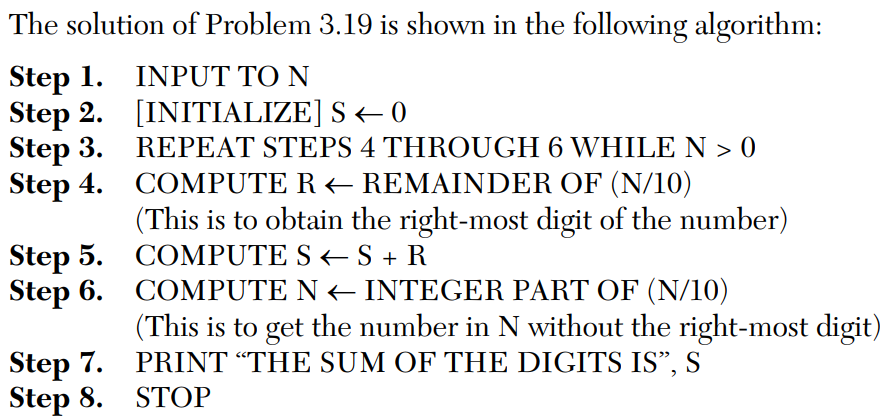 The solution of Problem 3.19 is shown in the following algorithm:
Step 1. INPUT TO N
Step 2. [INITIALIZE] S ← 0
Step 3. REPEAT STEPS 4 THROUGH 6 WHILE N > 0
Step 4. COMPUTE R ← REMAINDER OF (N/10)
(This is to obtain the right-most digit of the number)
Step 5. COMPUTE S ← S + R
Step 6. COMPUTE N ← INTEGER PART OF (N/10)
(This is to get the number in N without the right-most digit)
Step 7. PRINT “THE SUM OF THE DIGITS IS”, S
Step 8. STOP